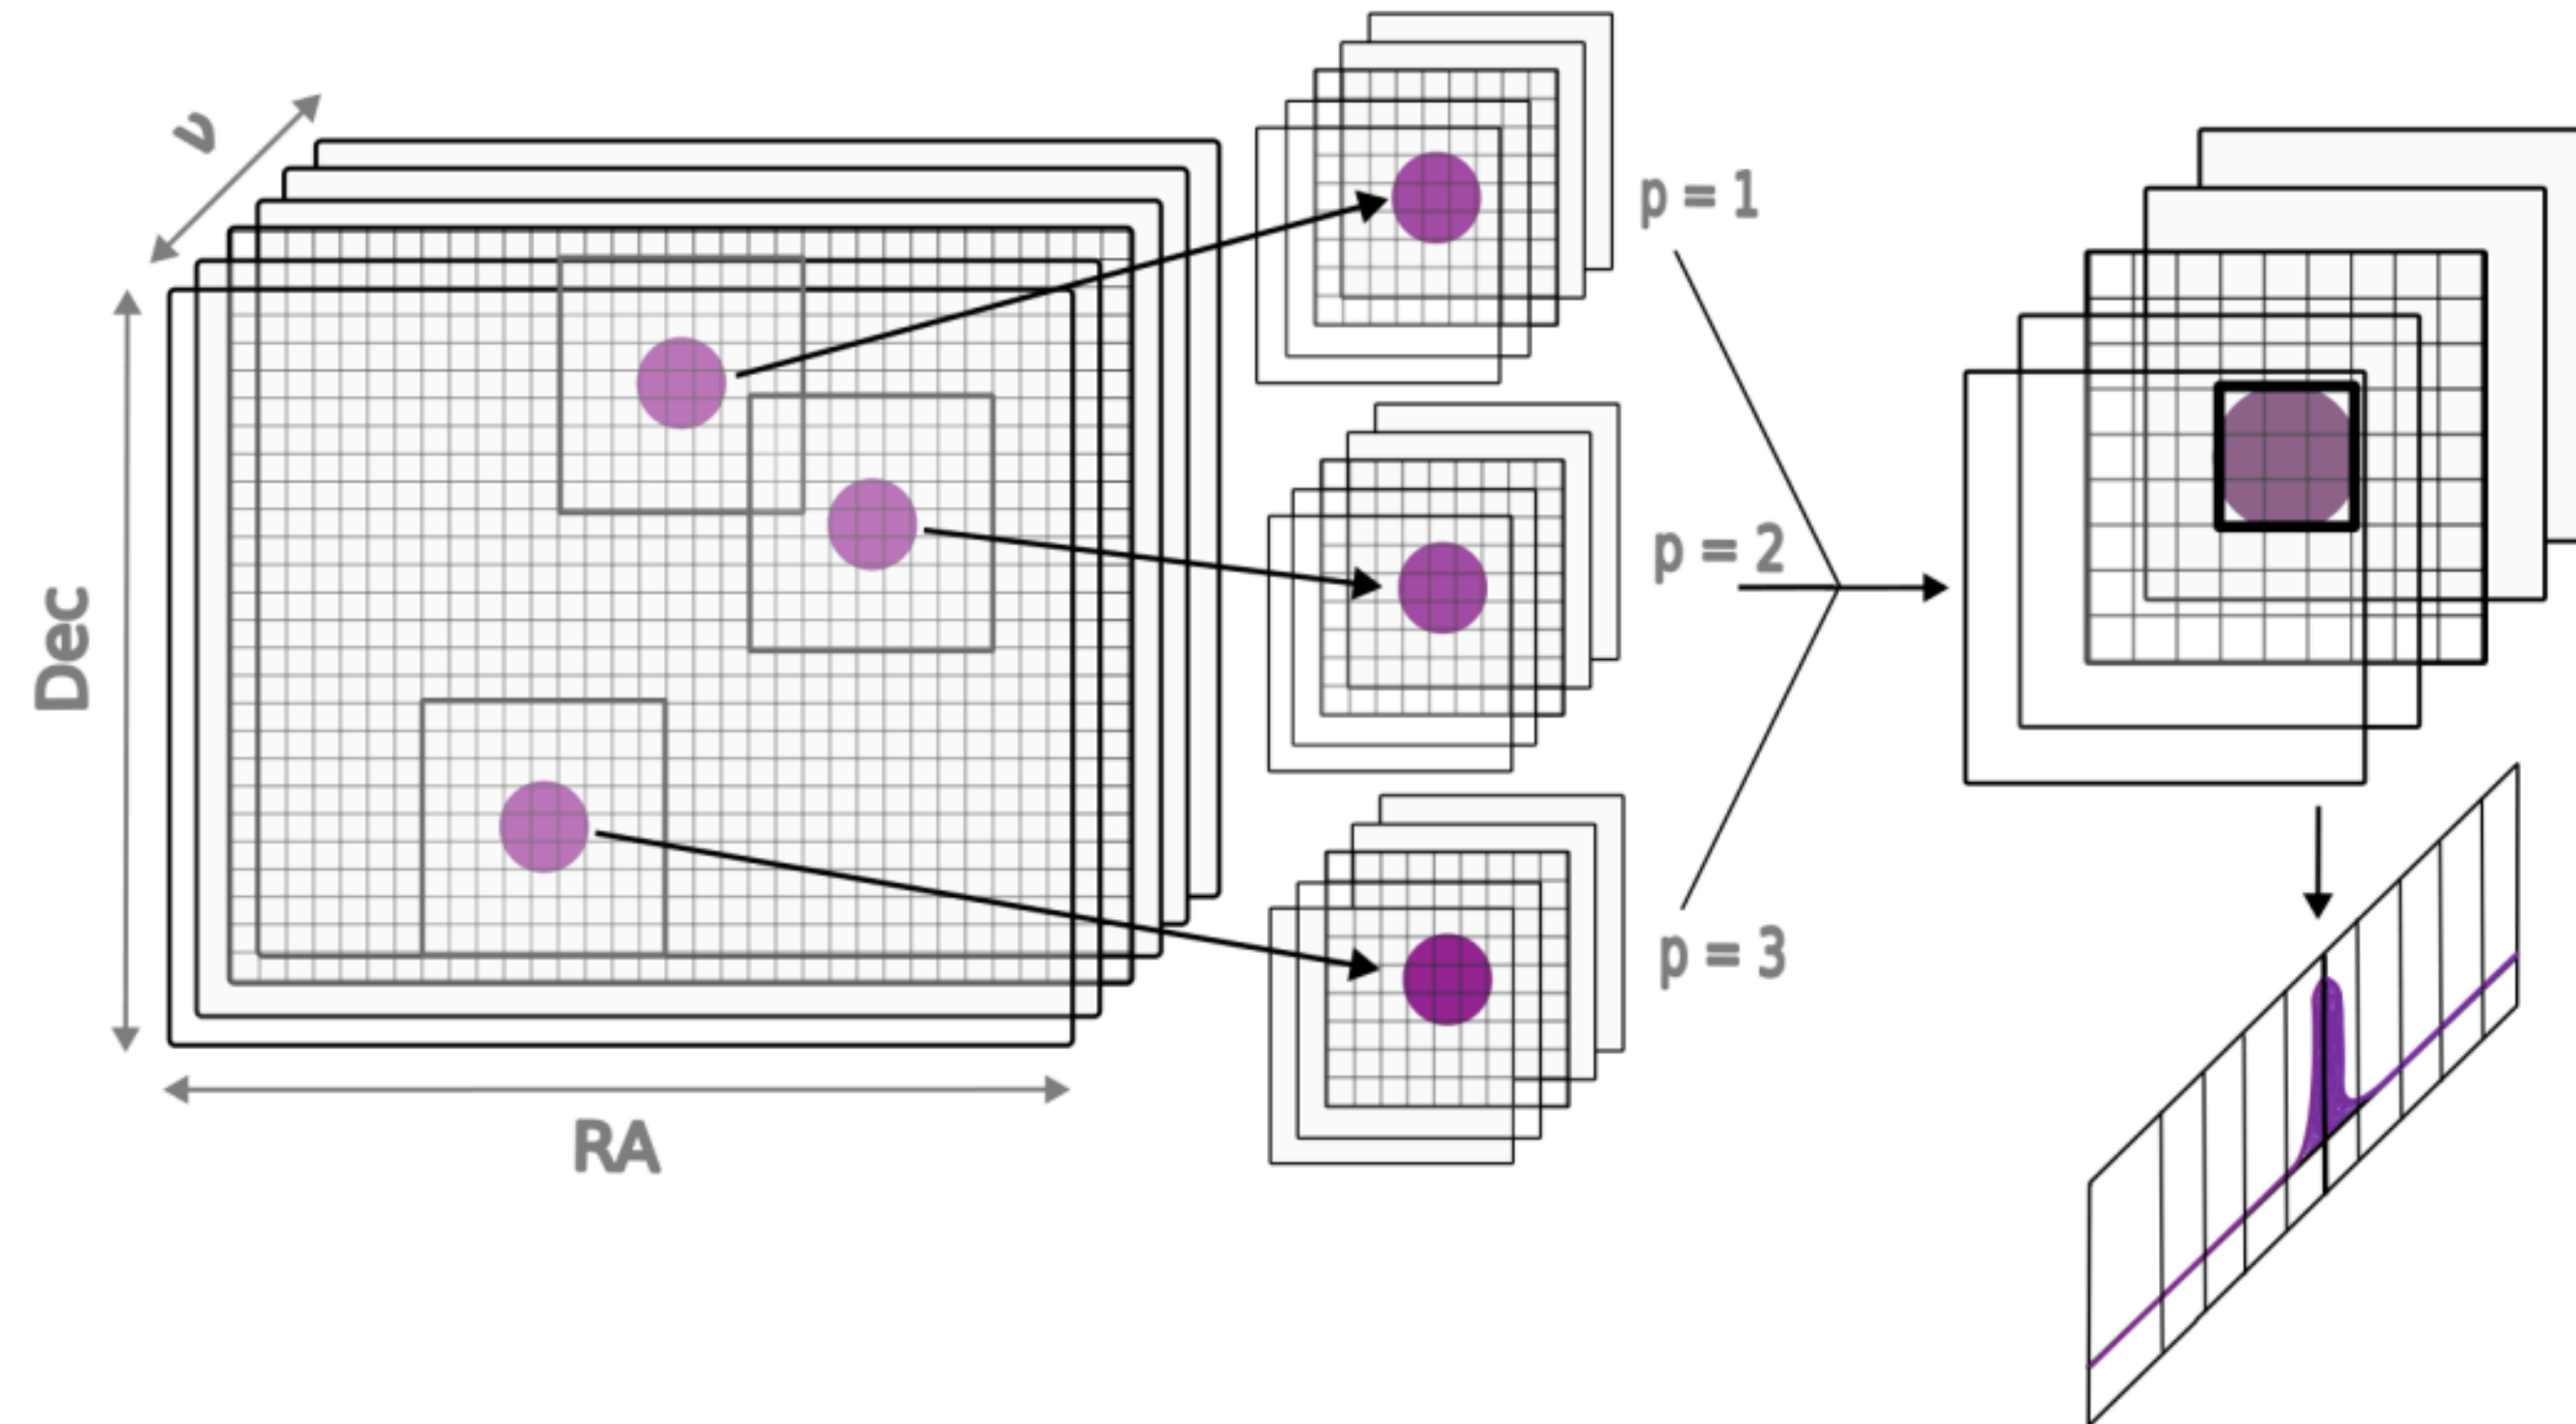 ν
p = 1
p = 2
Dec
p = 3
RA